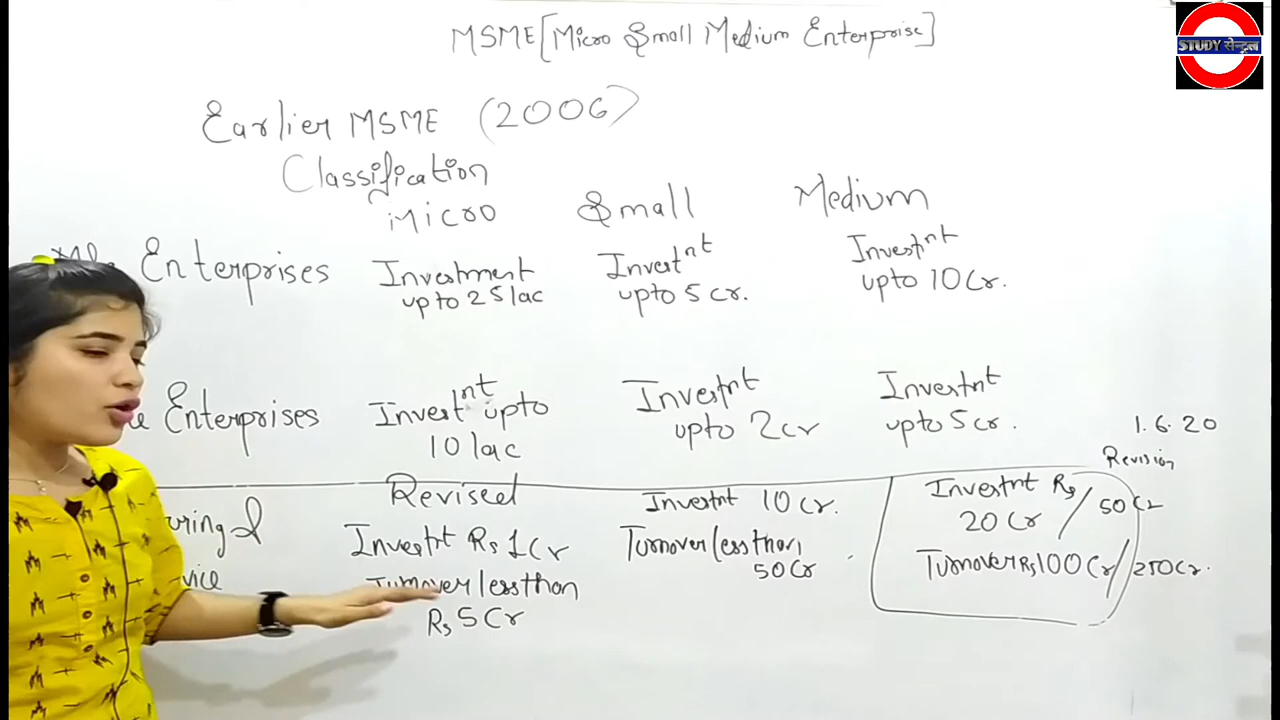 MSME [Micro Small Medium Enterprise]
STUDY सेन्ट्रल
Earlier MSME (2006)
Classification
Micro Small Medium
Enterprises Investment upto 25 lac Investnt upto 5 Cr. Investnt upto 10 Cr.
Enterprises Investnt upto 10 lac Investnt upto 2 Cr Investnt upto 5 Cr.
1.6.20
Revision
Revised
Investnt Rs 1 Cr Investnt 10 Cr. Investnt Rs 20 Cr / 50 Cr
Turnover less than Rs 5 Cr Turnover less than 50 Cr Turnover Rs 100 Cr / 250 Cr.